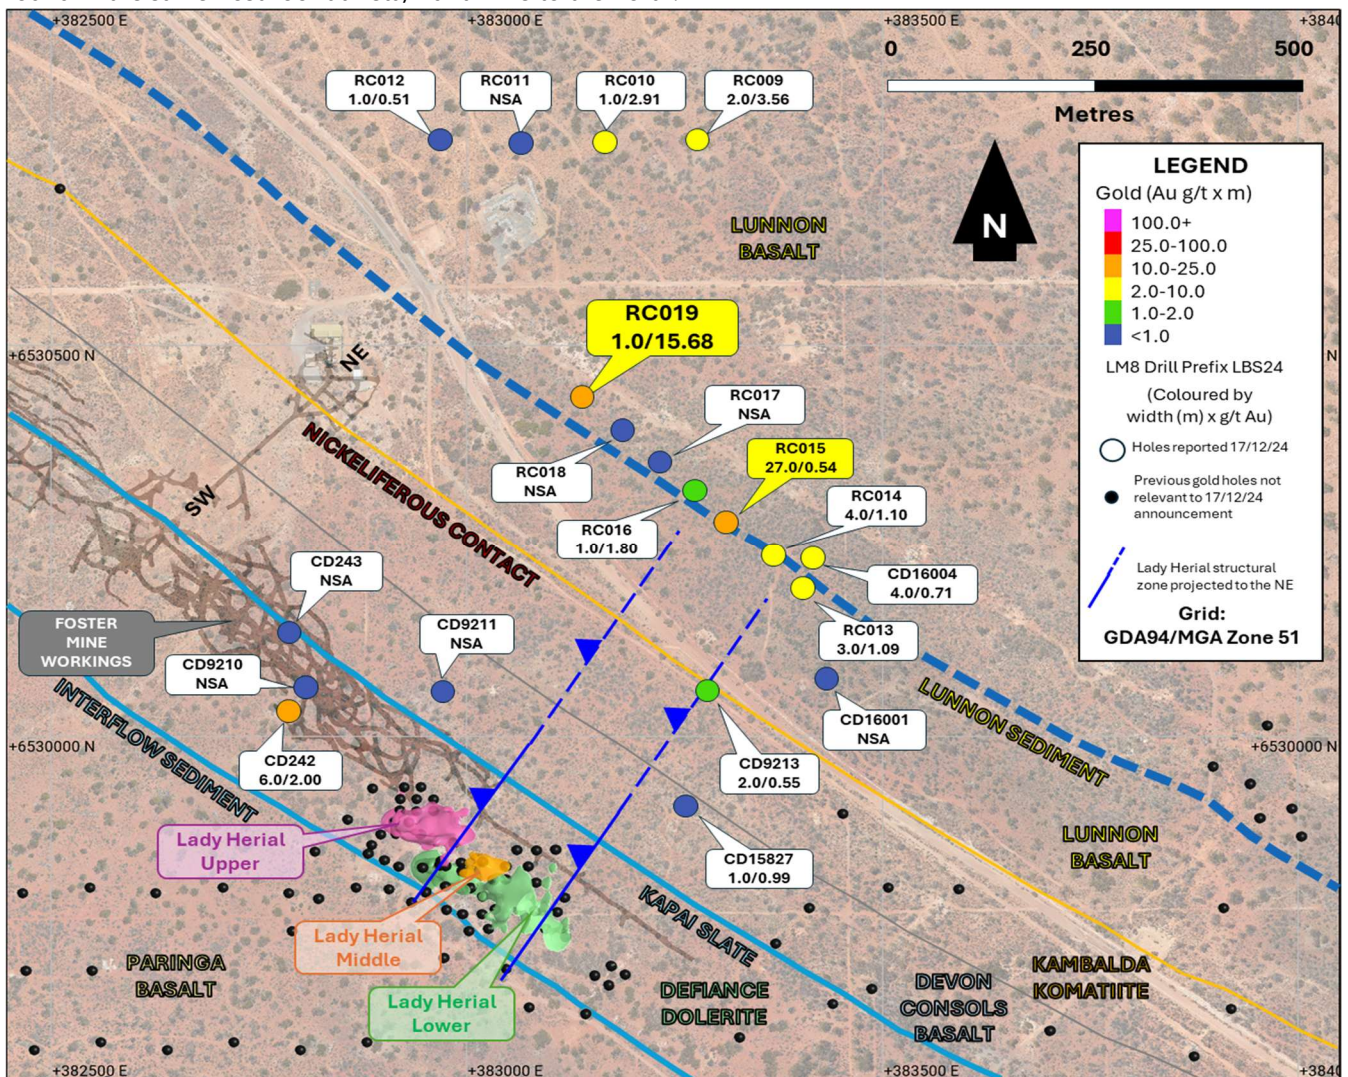 +382500 E
+383000 E
+383500 E
+3840
RC012
1.0/0.51
RC011
NSA
RC010
1.0/2.91
RC009
2.0/3.56
0
250
500
Metres
N
LEGEND
Gold (Au g/t x m)
100.0+
25.0-100.0
10.0-25.0
2.0-10.0
1.0-2.0
<1.0
LM8 Drill Prefix LBS24
(Coloured by
width (m) x g/t Au)
Holes reported 17/12/24
Previous gold holes not
relevant to 17/12/24
announcement
Lady Herial structural
zone projected to the NE
Grid:
GDA94/MGA Zone 51
LUNNON
BASALT
RC019
1.0/15.68
+6530500 N
N
NE
SW
RC017
NSA
RC018
NSA
RC015
27.0/0.54
RC016
1.0/1.80
RC014
4.0/1.10
NICKELIFEROUS CONTACT
CD243
NSA
CD16004
4.0/0.71
RC013
3.0/1.09
FOSTER
MINE
WORKINGS
CD9211
NSA
CD9210
NSA
INTERFLOW SEDIMENT
CD16001
NSA
LUNNON SEDIMENT
+6530000 N
+6530000 N
CD242
6.0/2.00
CD9213
2.0/0.55
Lady Herial
Upper
CD15827
1.0/0.99
LUNNON
BASALT
KAPAI SLATE
Lady Herial
Middle
PARINGA
BASALT
Lady Herial
Lower
DEFIANCE
DOLERITE
DEVON
CONSOLS
BASALT
KAMBALDA
KOMATIITE
+382500 E
+383000 E
+383500 E
+3840